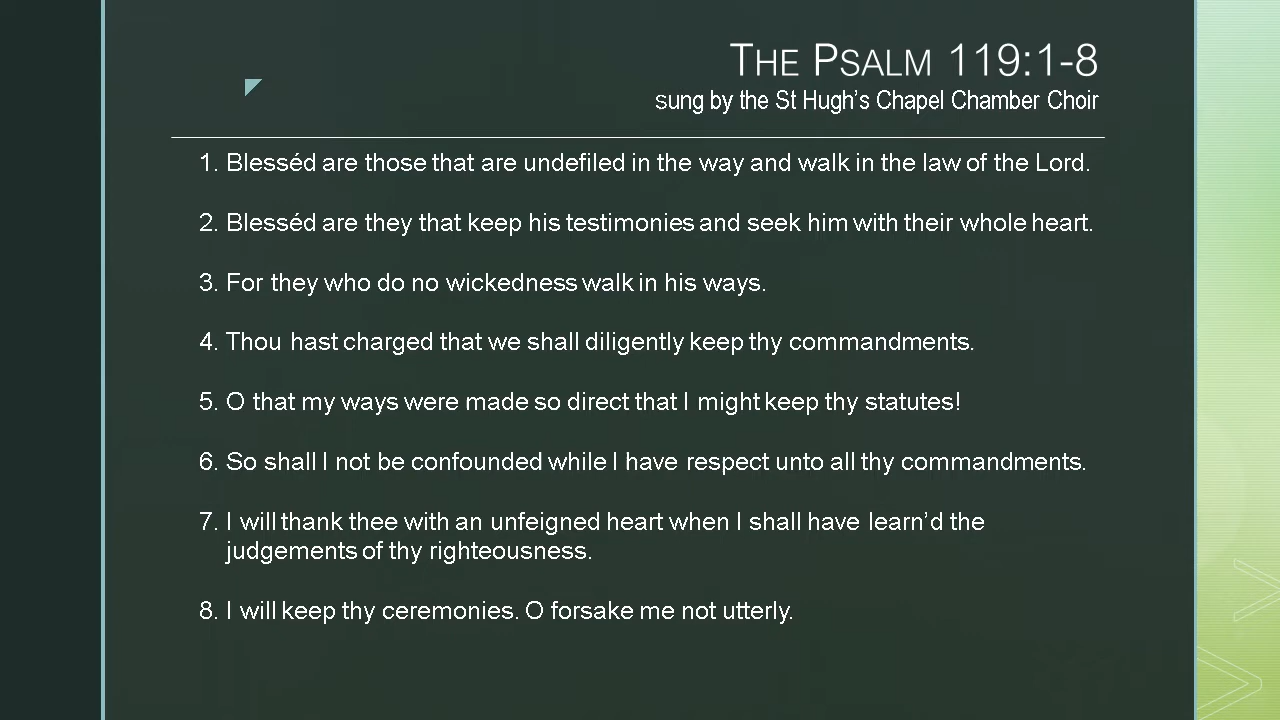 THE PSALM 119:1-8
sung by the St Hugh’s Chapel Chamber Choir
1. Blesséd are those that are undefiled in the way and walk in the law of the Lord.
2. Blesséd are they that keep his testimonies and seek him with their whole heart.
3. For they who do no wickedness walk in his ways.
4. Thou hast charged that we shall diligently keep thy commandments.
5. O that my ways were made so direct that I might keep thy statutes!
6. So shall I not be confounded while I have respect unto all thy commandments.
7. I will thank thee with an unfeigned heart when I shall have learn’d the
judgements of thy righteousness.
8. I will keep thy ceremonies. O forsake me not utterly.